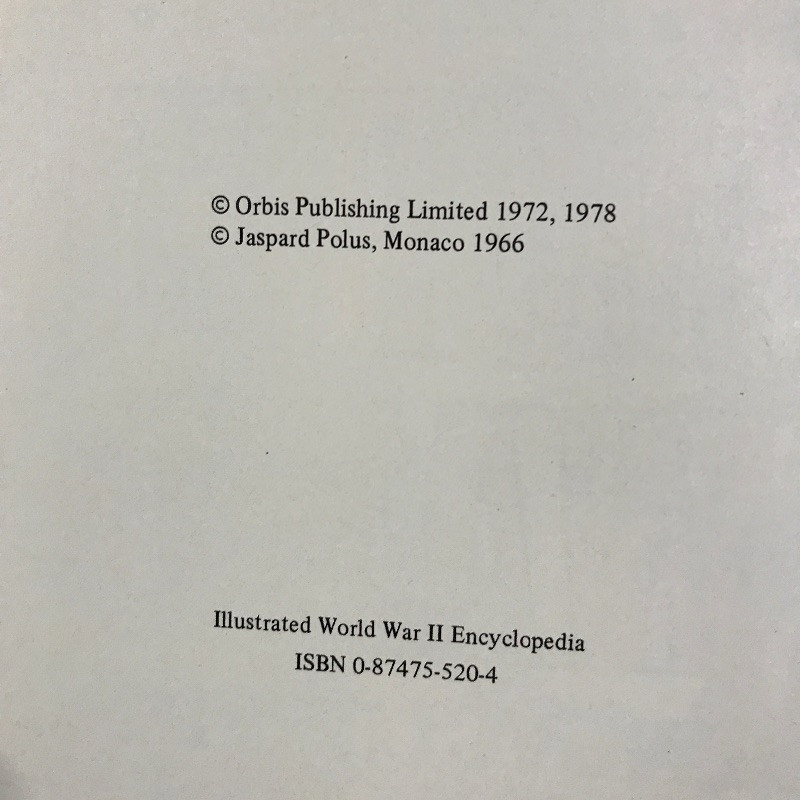 © Orbis Publishing Limited 1972, 1978
© Jaspard Polus, Monaco 1966
Illustrated World War II Encyclopedia
ISBN 0-87475-520-4